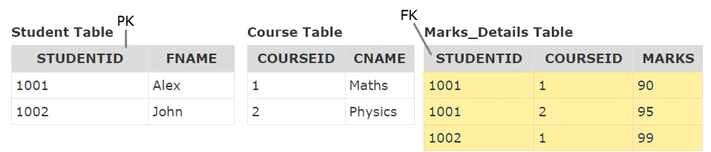 PK
FK
Student Table
Course Table
Marks_Details Table
STUDENTID FNAME
COURSEID CNAME
STUDENTID COURSEID MARKS
1001 Alex
1 Maths
1001 1 90
1002 John
2 Physics
1001 2 95
1002 1 99